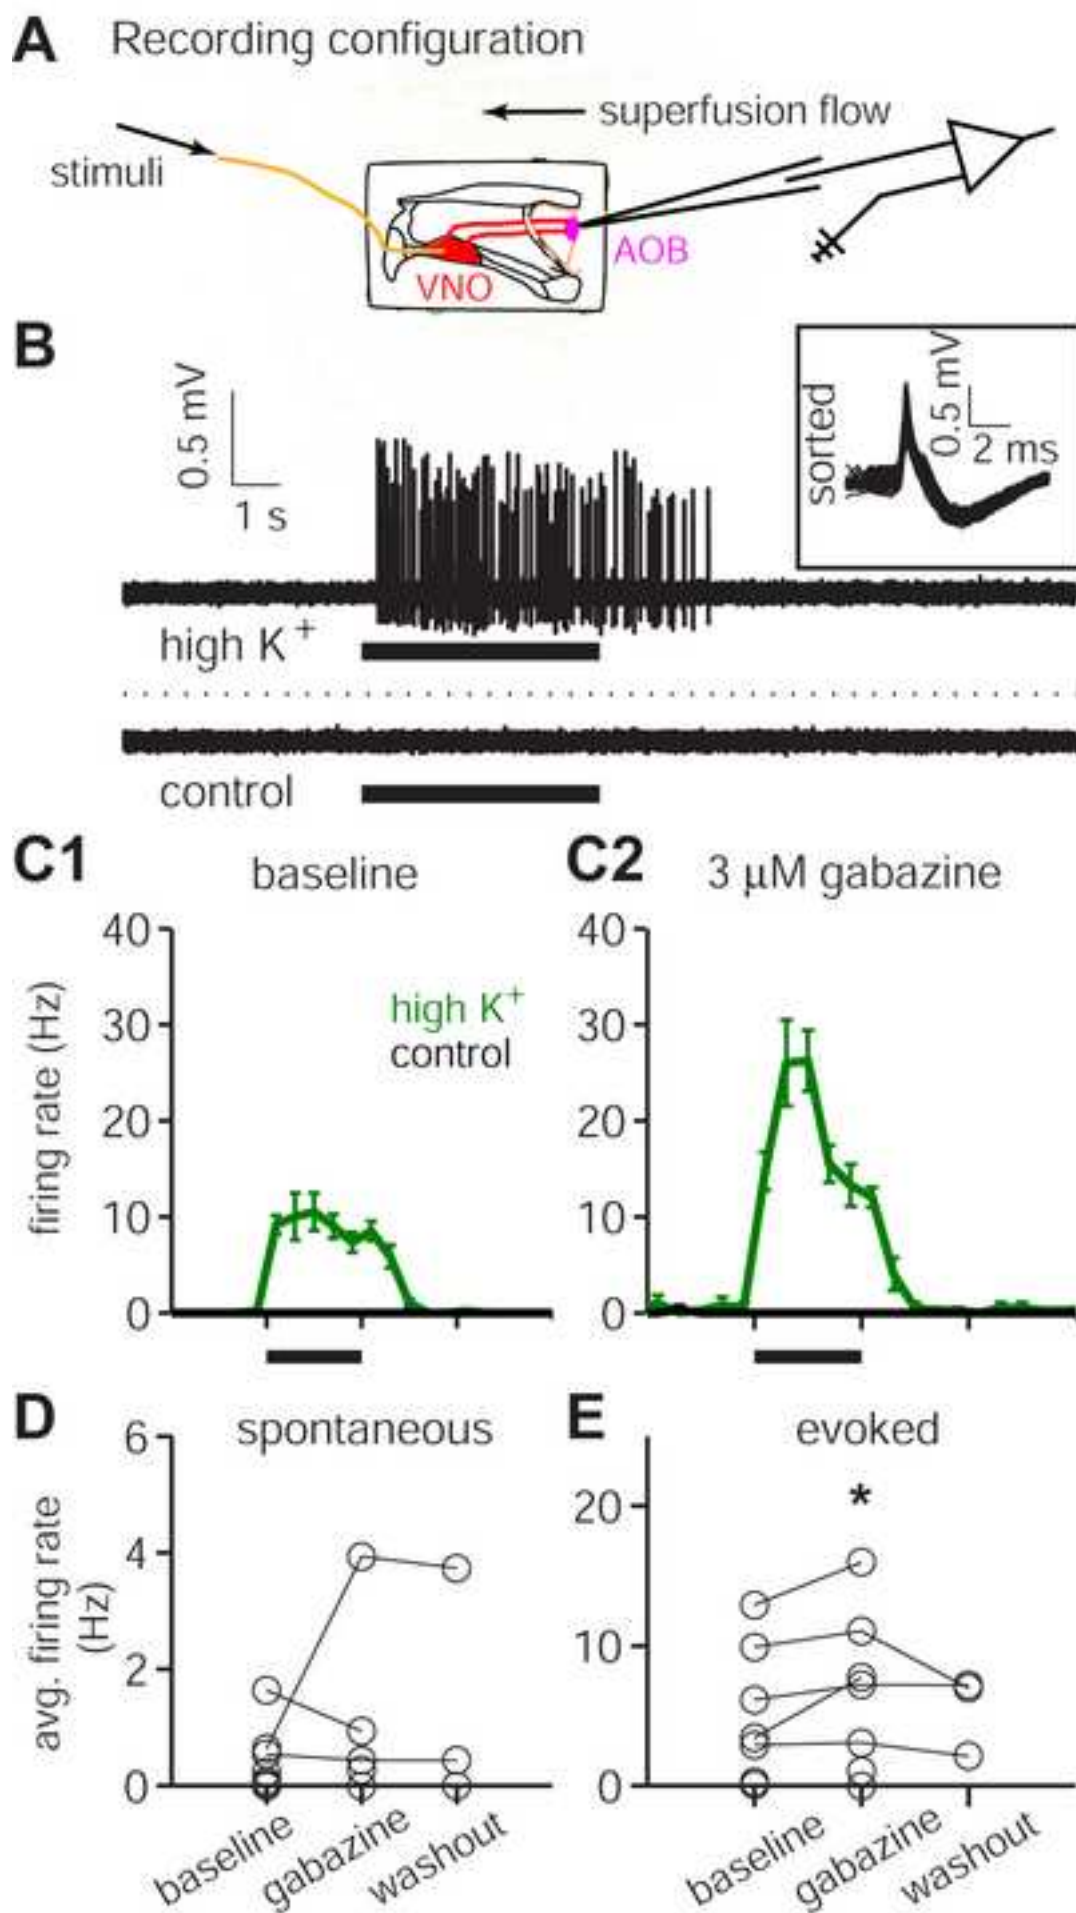 A Recording configuration
superfusion flow
stimuli
AOB
VNO
B
0.5 mV
1 s
sorted
0.5 mV
2 ms
high K+
control
C1 baseline
C2 3 µM gabazine
firing rate (Hz)
40
30
20
10
0
high K+
control
40
30
20
10
0
D spontaneous
avg. firing rate
(Hz)
6
4
2
0
baseline
gabazine
washout
E evoked
*
20
10
0
baseline
gabazine
washout